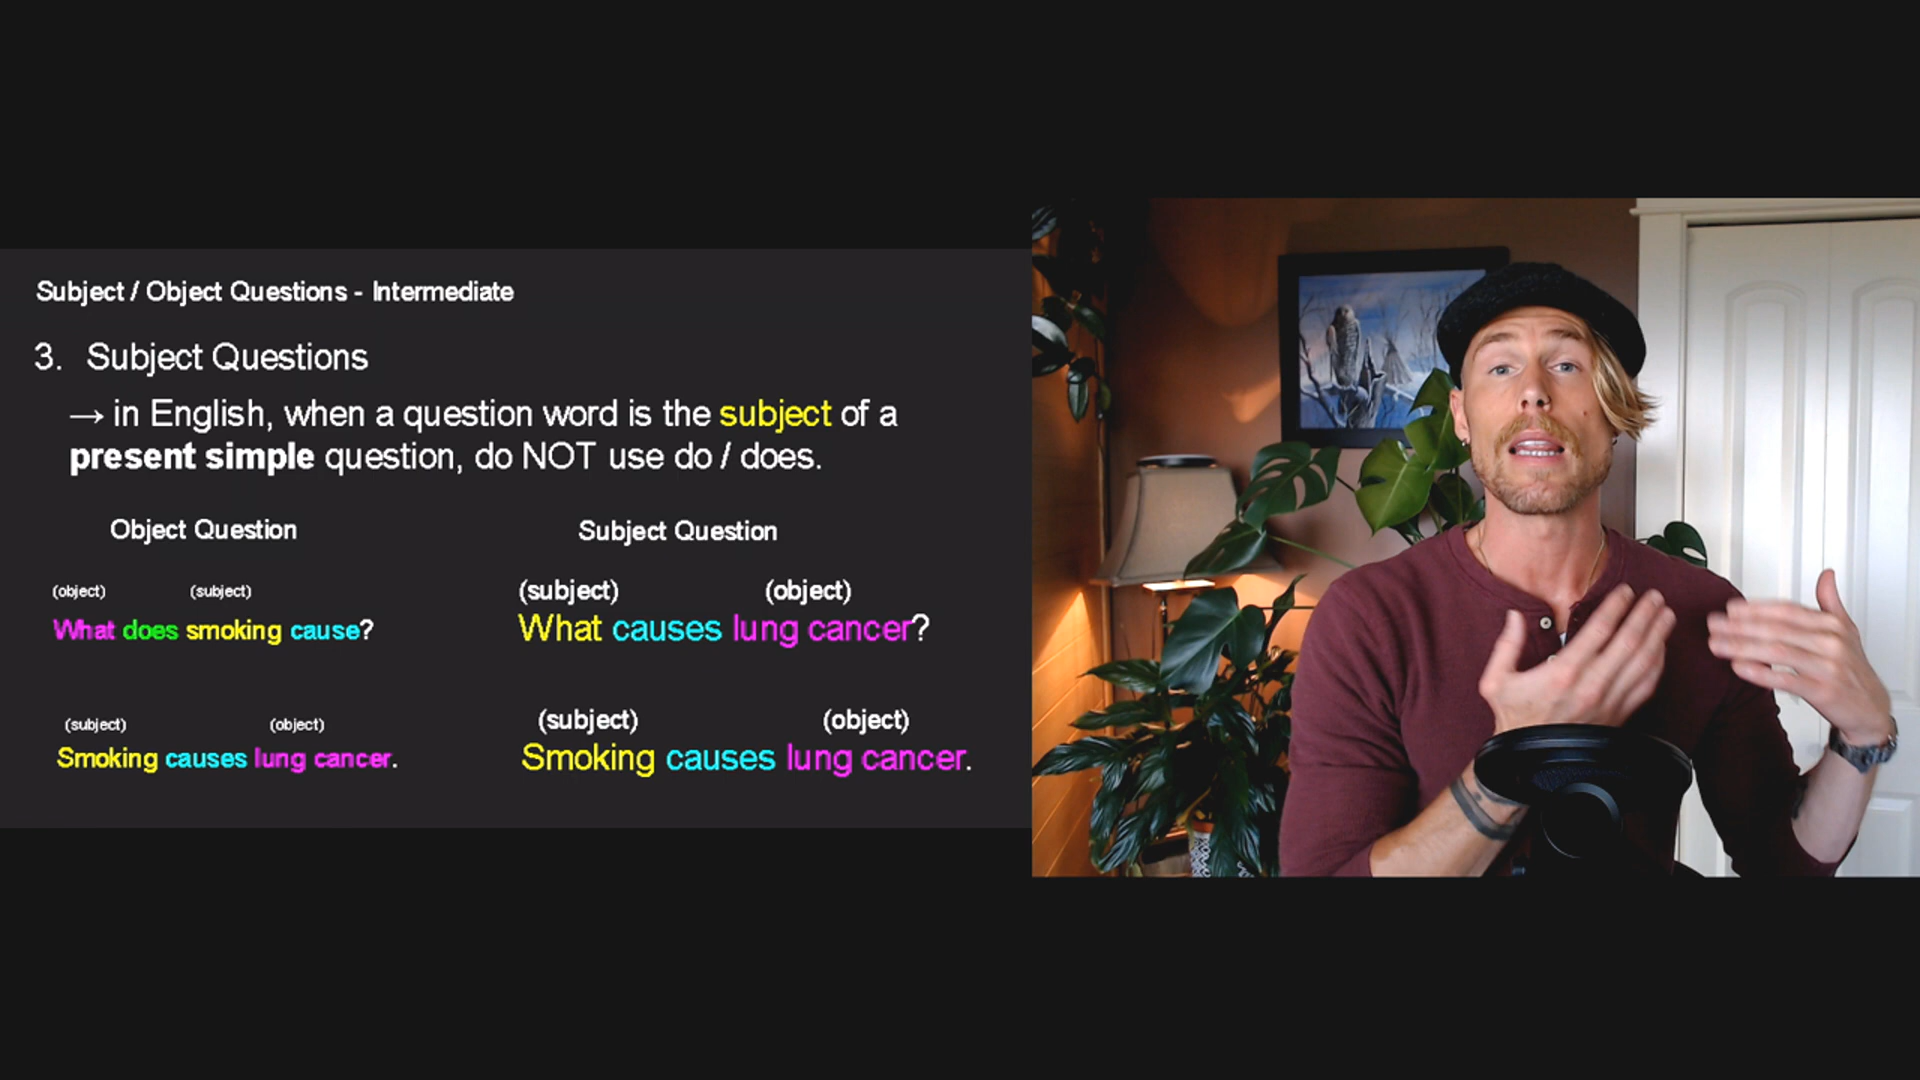 Subject / Object Questions - Intermediate
3. Subject Questions
→ in English, when a question word is the subject of a
present simple question, do NOT use do / does.
Object Question
(object) (subject)
What does smoking cause?
(subject) (object)
Smoking causes lung cancer.
Subject Question
(subject) (object)
What causes lung cancer?
(subject) (object)
Smoking causes lung cancer.